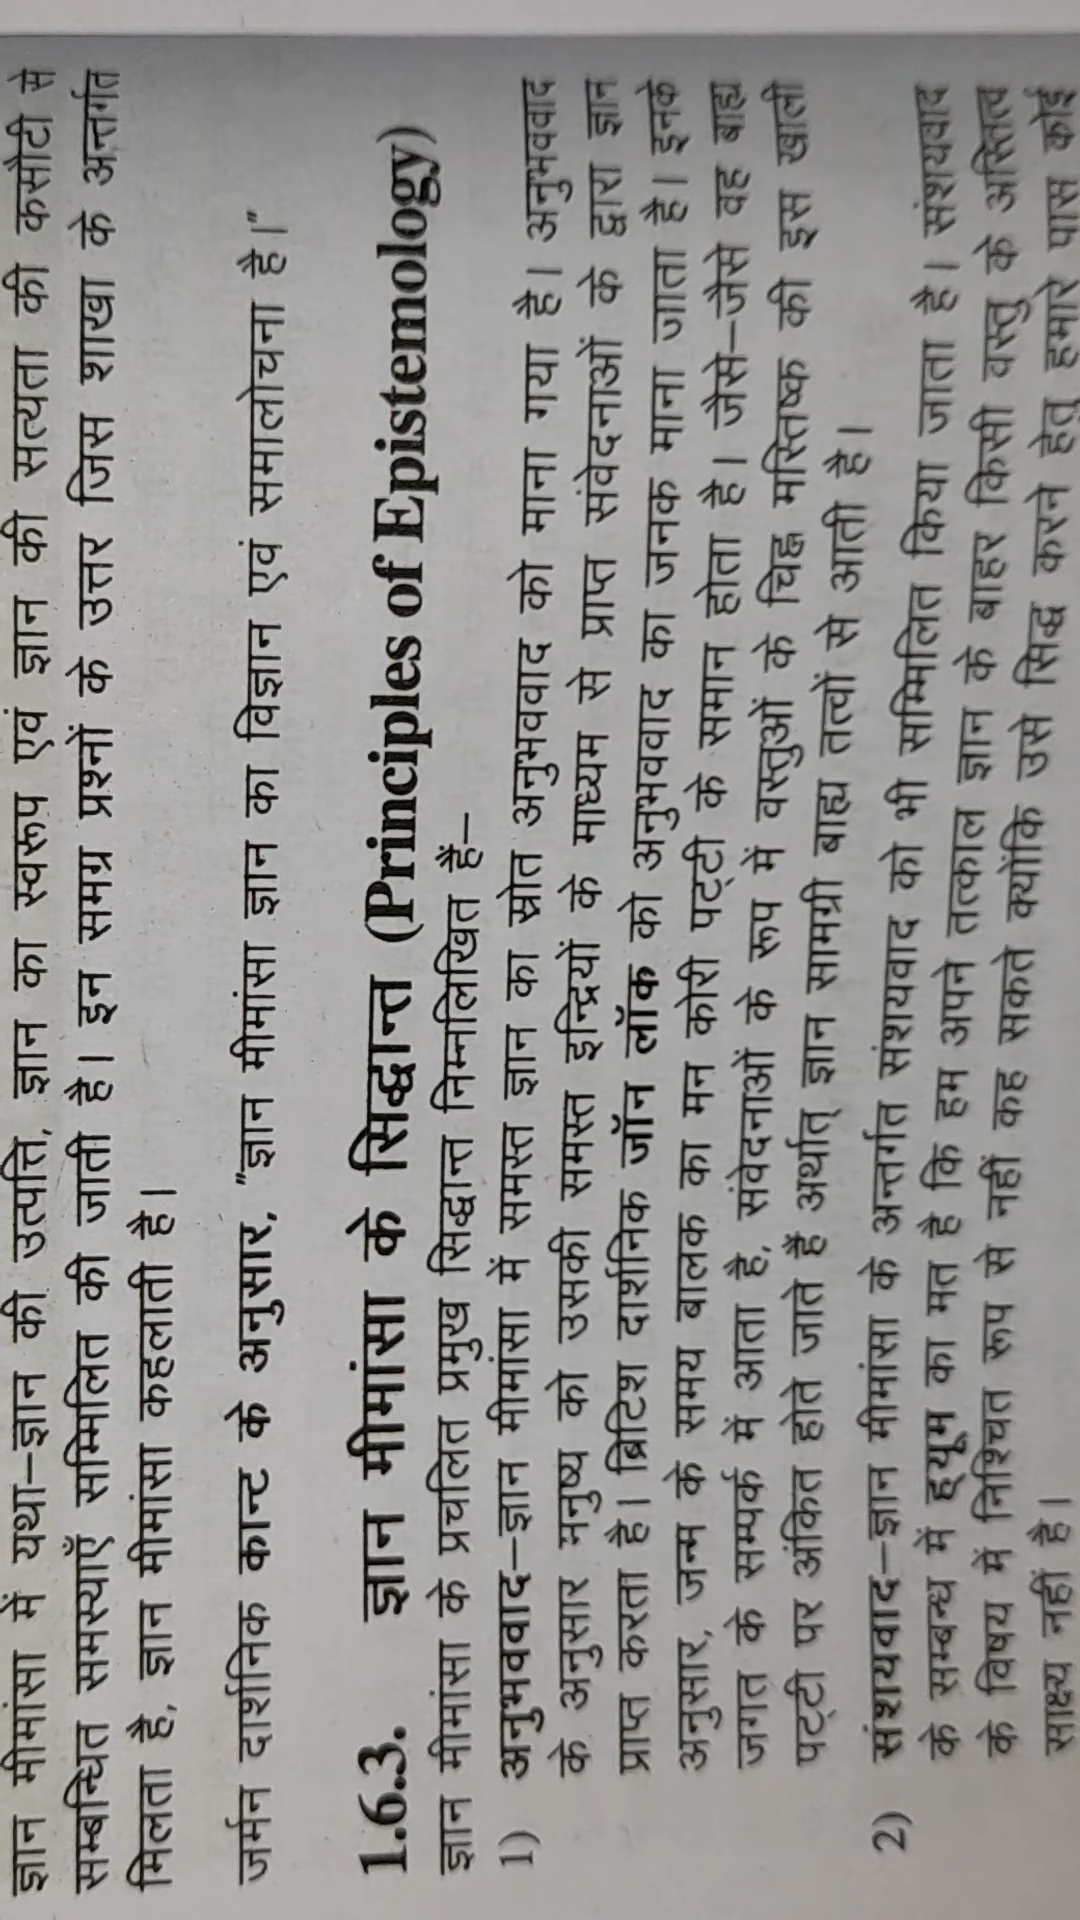 ज्ञान मीमांसा में यथा—ज्ञान की उत्पत्ति, ज्ञान का स्वरूप एवं ज्ञान की सत्यता की कसौटी से
सम्बन्धित समस्याएँ सम्मिलित की जाती हैं। इन समग्र प्रश्नों के उत्तर जिस शाखा के अन्तर्गत
मिलता है, ज्ञान मीमांसा कहलाती है।
जर्मन दार्शनिक कान्ट के अनुसार, "ज्ञान मीमांसा ज्ञान का विज्ञान एवं समालोचना है।"
1.6.3. ज्ञान मीमांसा के सिद्धान्त (Principles of Epistemology)
ज्ञान मीमांसा के प्रचलित प्रमुख सिद्धान्त निम्नलिखित हैं—
1) अनुभववाद—ज्ञान मीमांसा में समस्त ज्ञान का स्रोत अनुभववाद को माना गया है। अनुभववाद
के अनुसार मनुष्य को उसकी समस्त इन्द्रियों के माध्यम से प्राप्त संवेदनाओं के द्वारा ज्ञान
प्राप्त करता है। ब्रिटिश दार्शनिक जॉन लॉक को अनुभववाद का जनक माना जाता है। इनके
अनुसार, जन्म के समय बालक का मन कोरी पट्टी के समान होता है। जैसे—जैसे वह बाह्य
जगत के सम्पर्क में आता है, संवेदनाओं के रूप में वस्तुओं के चिह्न मस्तिष्क की इस खाली
पट्टी पर अंकित होते जाते हैं अर्थात् ज्ञान सामग्री बाह्य तत्त्वों से आती है।
2) संशयवाद—ज्ञान मीमांसा के अन्तर्गत संशयवाद को भी सम्मिलित किया जाता है। संशयवाद
के सम्बन्ध में ह्यूम का मत है कि हम अपने तत्काल ज्ञान के बाहर किसी वस्तु के अस्तित्व
के विषय में निश्चित रूप से नहीं कह सकते क्योंकि उसे सिद्ध करने हेतु हमारे पास कोई
साक्ष्य नहीं है।